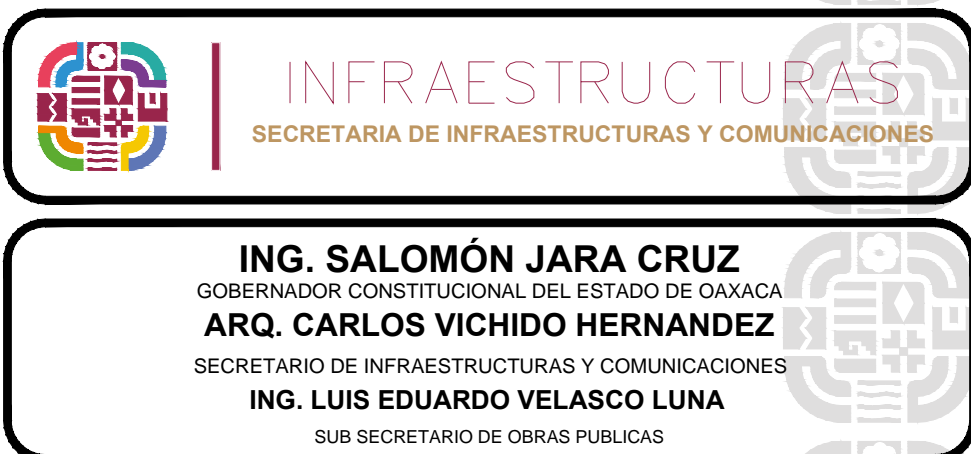 INFRAESTRUCTURAS
SECRETARIA DE INFRAESTRUCTURAS Y COMUNICACIONES
ING. SALOMÓN JARA CRUZ
GOBERNADOR CONSTITUCIONAL DEL ESTADO DE OAXACA
ARQ. CARLOS VICHIDO HERNANDEZ
SECRETARIO DE INFRAESTRUCTURAS Y COMUNICACIONES
ING. LUIS EDUARDO VELASCO LUNA
SUB SECRETARIO DE OBRAS PUBLICAS